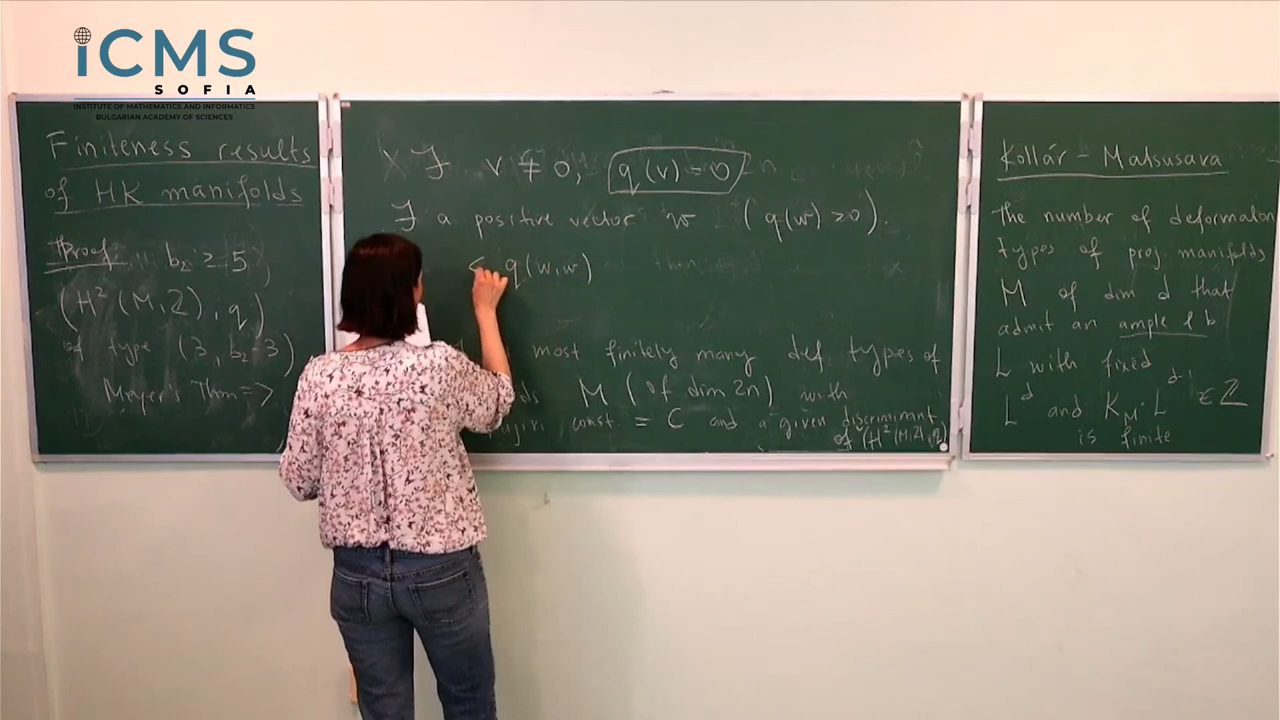 iCMS
SOFIA
INSTITUTE OF MATHEMATICS AND INFORMATICS
BULGARIAN ACADEMY OF SCIENCES
Finiteness results
of HK manifolds
Proof: b₂ ≥ 5
(H²(M,ℤ), q)
of type (3, b₂-3)
Meyer's Thm =>
∃ v ≠ 0, q(v) = 0
∃ a positive vector w (q(w) > 0).
q(w,w)
most finitely many def. types of
M (of dim 2n) with
const. = C and a given discriminant
of (H²(M,ℤ), q)
Kollár - Matsusaka
The number of deformation
types of proj. manifolds
M of dim d that
admit an ample l b
L with fixed
L^d and K_M · L^{d-1} ∈ ℤ
is finite